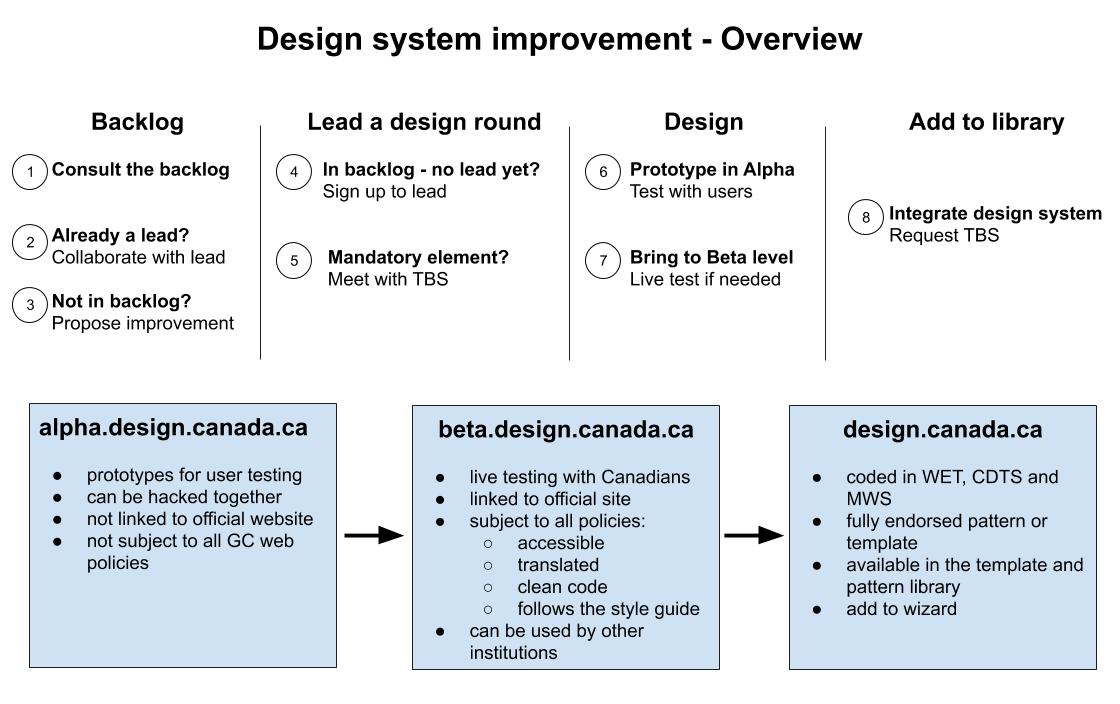 Design system improvement - Overview
Backlog
1
Consult the backlog
2
Already a lead?
Collaborate with lead
3
Not in backlog?
Propose improvement
Lead a design round
4
In backlog - no lead yet?
Sign up to lead
5
Mandatory element?
Meet with TBS
Design
6
Prototype in Alpha
Test with users
7
Bring to Beta level
Live test if needed
Add to library
8
Integrate design system
Request TBS
alpha.design.canada.ca
● prototypes for user testing
● can be hacked together
● not linked to official website
● not subject to all GC web
policies
beta.design.canada.ca
● live testing with Canadians
● linked to official site
● subject to all policies:
○ accessible
○ translated
○ clean code
○ follows the style guide
● can be used by other
institutions
design.canada.ca
● coded in WET, CDTS and
MWS
● fully endorsed pattern or
template
● available in the template and
pattern library
● add to wizard